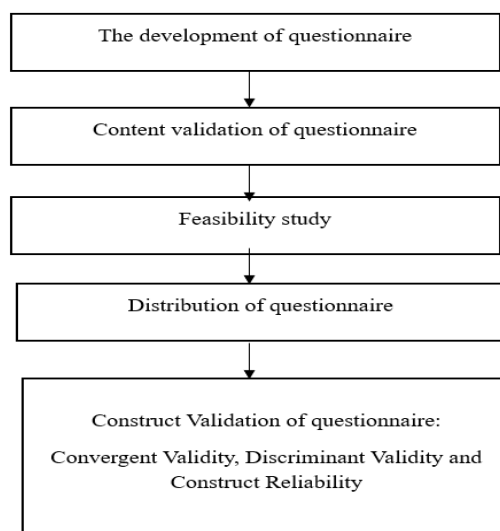 The development of questionnaire
Content validation of questionnaire
Feasibility study
Distribution of questionnaire
Construct Validation of questionnaire:
Convergent Validity, Discriminant Validity and
Construct Reliability